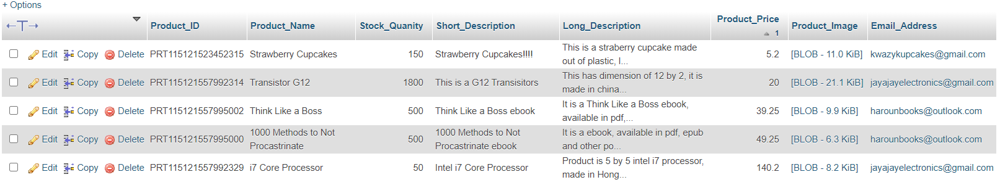 + Options
←T→ Product_ID Product_Name Stock_Quanity Short_Description Long_Description Product_Price 1 Product_Image Email_Address
Edit Copy Delete PRT115121523452315 Strawberry Cupcakes 150 Strawberry Cupcakes!!!! This is a straberry cupcake made
out of plastic, I... 5.2 [BLOB - 11.0 KiB] kwazykupcakes@gmail.com
Edit Copy Delete PRT115121557992314 Transistor G12 1800 This is a G12 Transisitors This has dimension of 12 by 2, it is
made in china... 20 [BLOB - 21.1 KiB] jayajayelectronics@gmail.com
Edit Copy Delete PRT115121557995002 Think Like a Boss 500 Think Like a Boss ebook It is a Think Like a Boss ebook,
available in pdf,... 39.25 [BLOB - 9.9 KiB] harounbooks@outlook.com
Edit Copy Delete PRT115121557995000 1000 Methods to Not
Procastrinate 500 1000 Methods to Not
Procastrinate ebook It is a ebook, available in pdf, epub
and other po... 49.25 [BLOB - 6.3 KiB] harounbooks@outlook.com
Edit Copy Delete PRT115121557992329 i7 Core Processor 50 Intel i7 Core Processor Product is 5 by 5 intel i7 processor,
made in Hong... 140.2 [BLOB - 8.2 KiB] jayajayelectronics@gmail.com